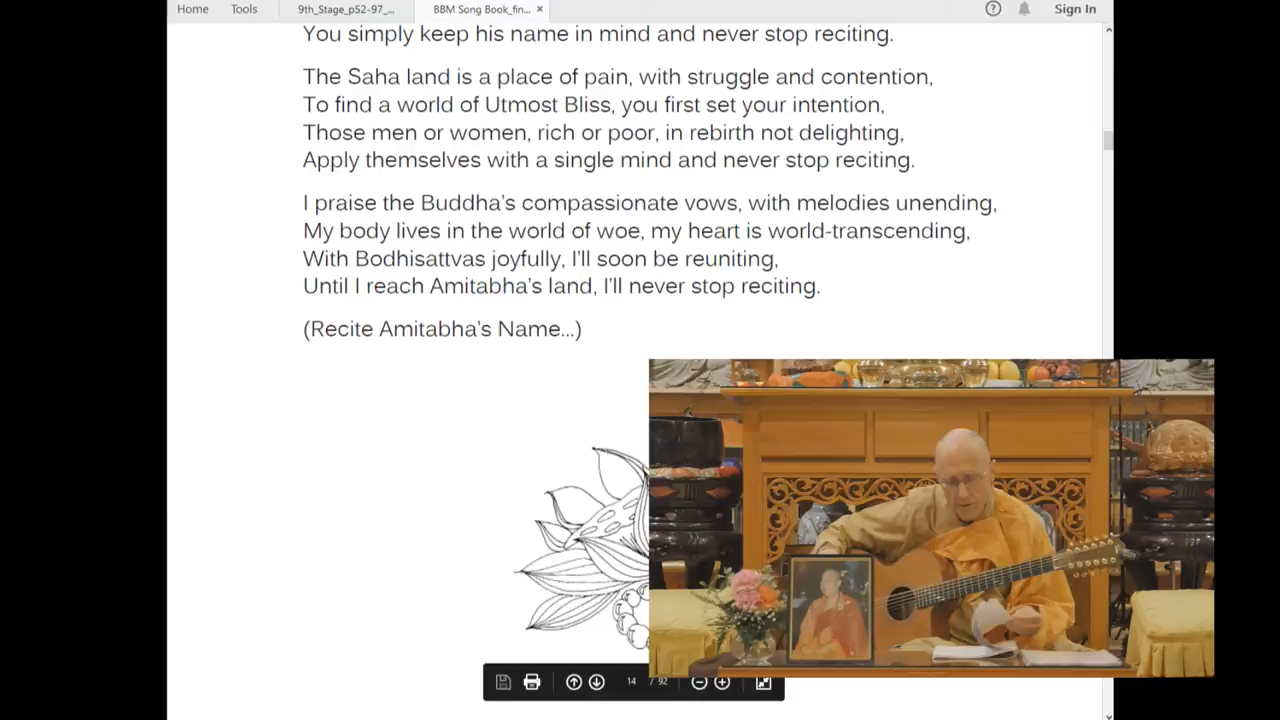 Home Tools 9th_Stage_p52-97_... BBM Song Book_fin... × ? Sign In
You simply keep his name in mind and never stop reciting.
The Saha land is a place of pain, with struggle and contention,
To find a world of Utmost Bliss, you first set your intention,
Those men or women, rich or poor, in rebirth not delighting,
Apply themselves with a single mind and never stop reciting.
I praise the Buddha's compassionate vows, with melodies unending,
My body lives in the world of woe, my heart is world-transcending,
With Bodhisattvas joyfully, I'll soon be reuniting,
Until I reach Amitabha's land, I'll never stop reciting.
(Recite Amitabha's Name...)
14 / 92